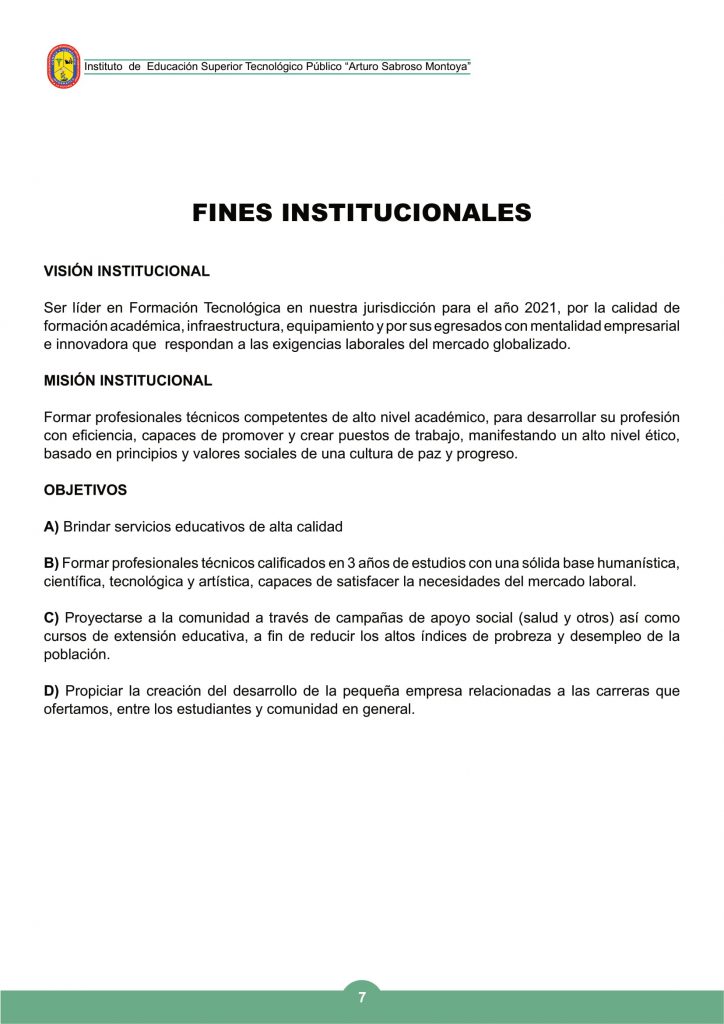 Instituto de Educación Superior Tecnológico Público “Arturo Sabroso Montoya”
FINES INSTITUCIONALES
VISIÓN INSTITUCIONAL
Ser líder en Formación Tecnológica en nuestra jurisdicción para el año 2021, por la calidad de
formación académica, infraestructura, equipamiento y por sus egresados con mentalidad empresarial
e innovadora que respondan a las exigencias laborales del mercado globalizado.
MISIÓN INSTITUCIONAL
Formar profesionales técnicos competentes de alto nivel académico, para desarrollar su profesión
con eficiencia, capaces de promover y crear puestos de trabajo, manifestando un alto nivel ético,
basado en principios y valores sociales de una cultura de paz y progreso.
OBJETIVOS
A) Brindar servicios educativos de alta calidad
B) Formar profesionales técnicos calificados en 3 años de estudios con una sólida base humanística,
científica, tecnológica y artística, capaces de satisfacer la necesidades del mercado laboral.
C) Proyectarse a la comunidad a través de campañas de apoyo social (salud y otros) así como
cursos de extensión educativa, a fin de reducir los altos índices de probreza y desempleo de la
población.
D) Propiciar la creación del desarrollo de la pequeña empresa relacionadas a las carreras que
ofertamos, entre los estudiantes y comunidad en general.
7